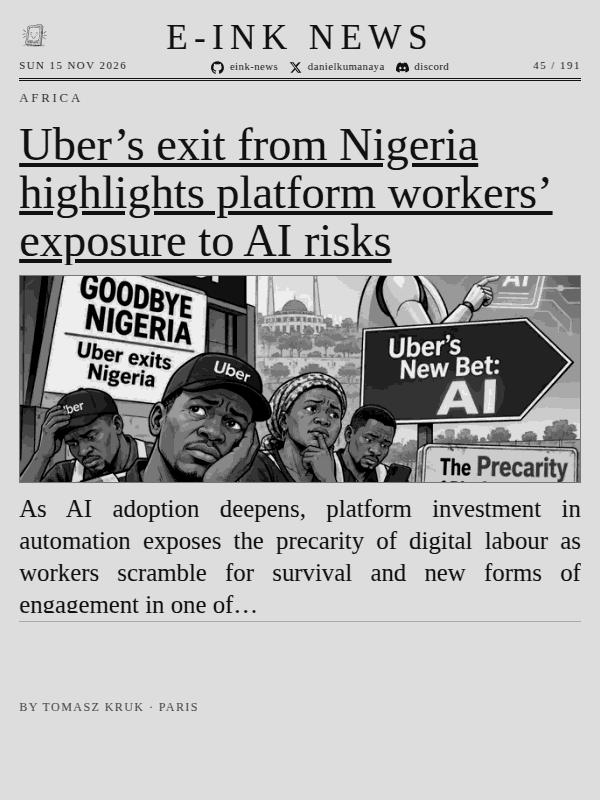 E-INK NEWS
SUN 15 NOV 2026
eink-news
danielkumanaya
discord
45 / 191
AFRICA
Uber’s exit from Nigeria
highlights platform workers’
exposure to AI risks
GOODBYE
NIGERIA
Uber exits
Nigeria
Uber
Uber
AI
Uber's
New Bet:
AI
The Precarity
As AI adoption deepens, platform investment in
automation exposes the precarity of digital labour as
workers scramble for survival and new forms of
engagement in one of…
BY TOMASZ KRUK · PARIS